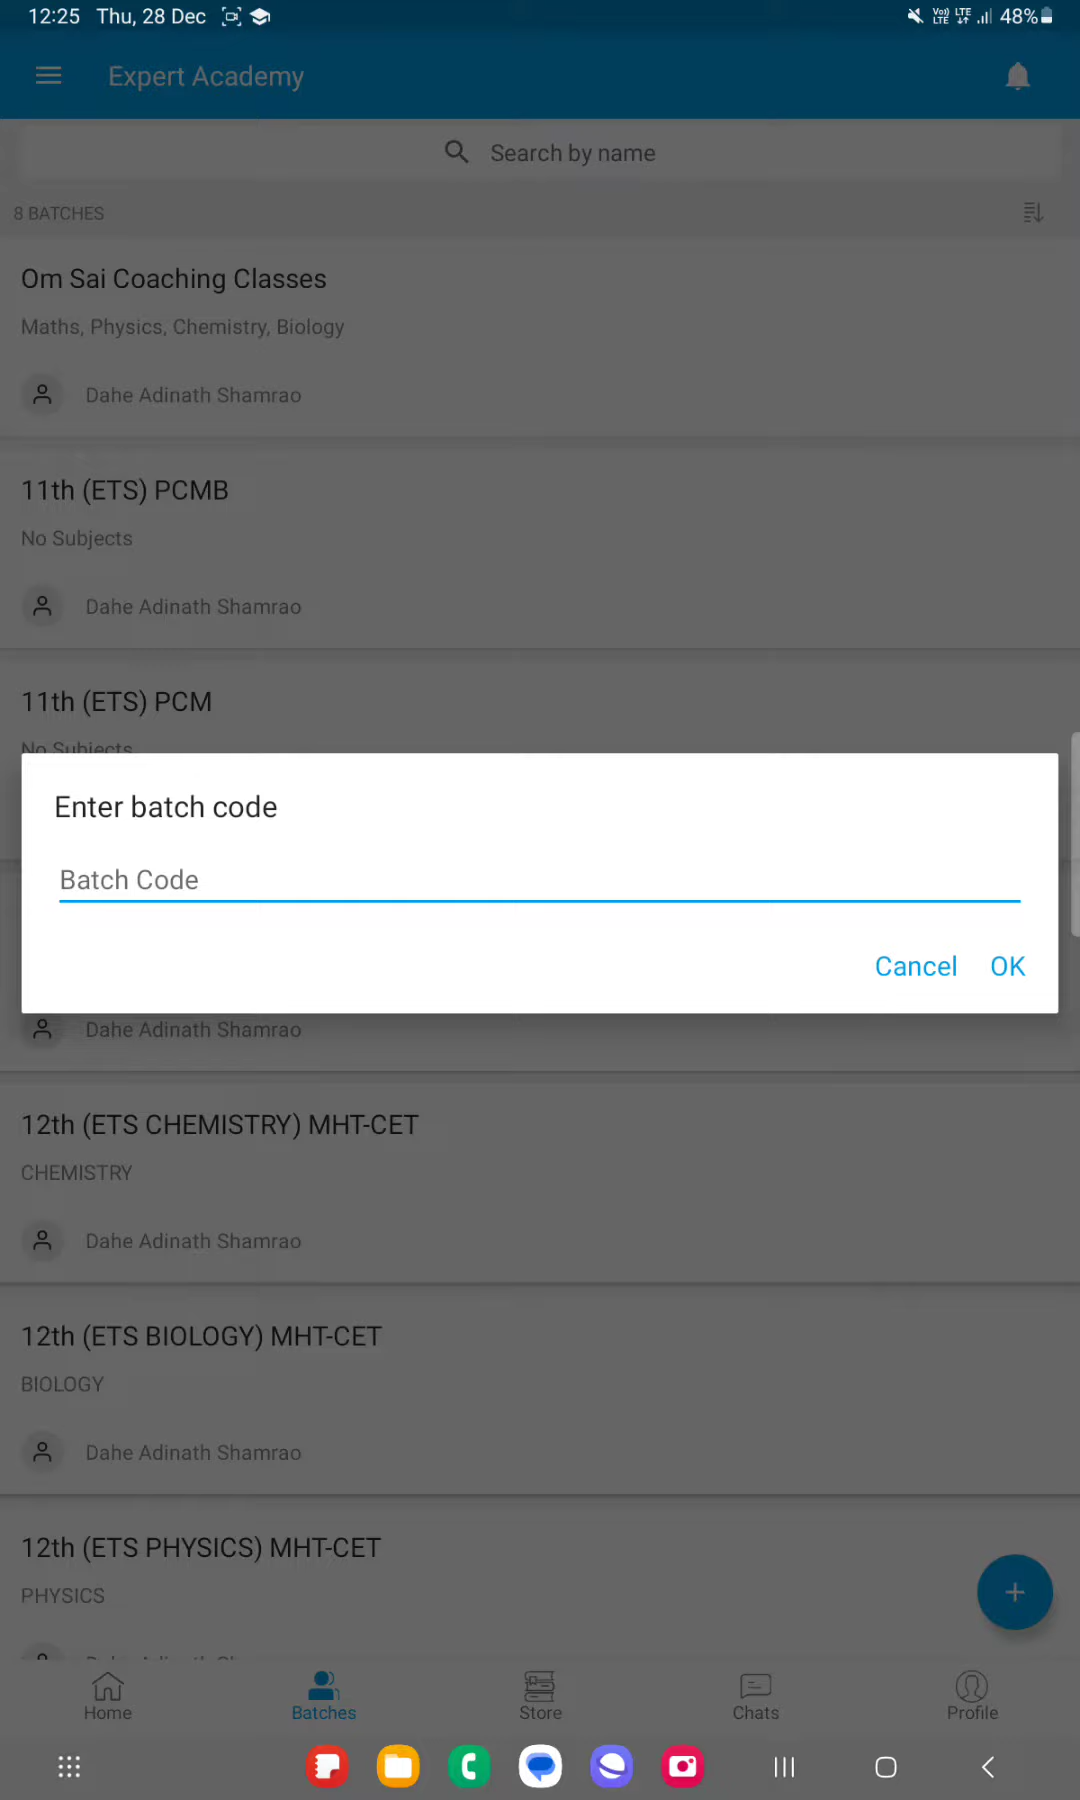 12:25 Thu, 28 Dec
Vo)) LTE LTE 48%
Expert Academy
Search by name
8 BATCHES
Om Sai Coaching Classes
Maths, Physics, Chemistry, Biology
Dahe Adinath Shamrao
11th (ETS) PCMB
No Subjects
Dahe Adinath Shamrao
11th (ETS) PCM
No Subjects
Enter batch code
Batch Code
Cancel OK
Dahe Adinath Shamrao
12th (ETS CHEMISTRY) MHT-CET
CHEMISTRY
Dahe Adinath Shamrao
12th (ETS BIOLOGY) MHT-CET
BIOLOGY
Dahe Adinath Shamrao
12th (ETS PHYSICS) MHT-CET
PHYSICS
Home Batches Store Chats Profile